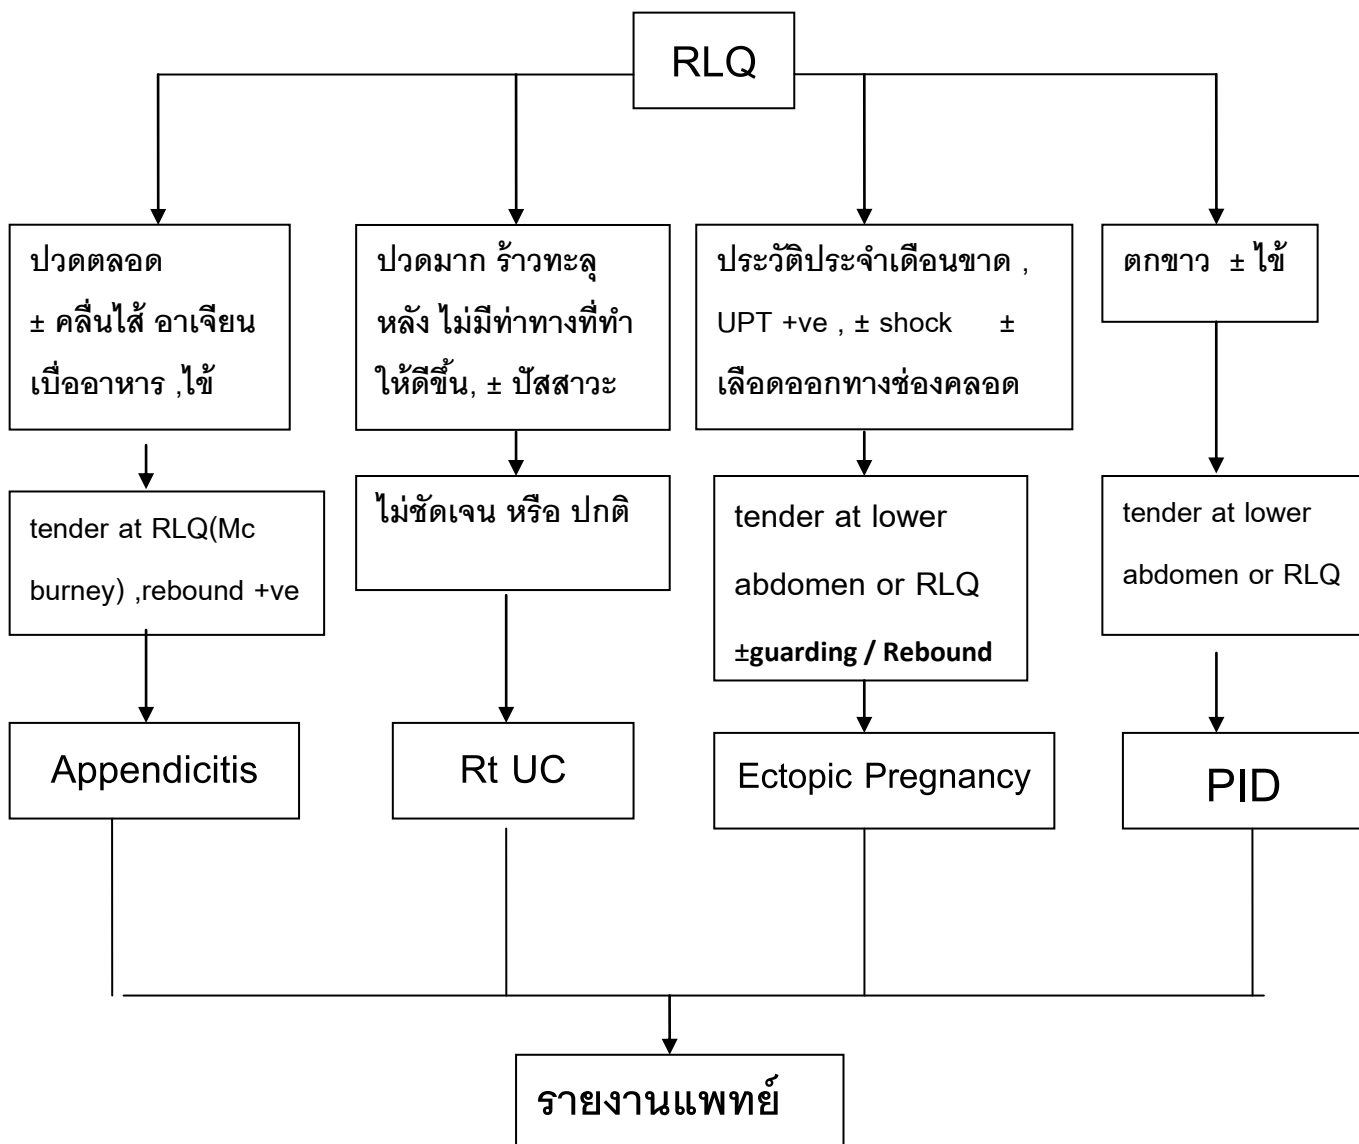 RLQ
ปวดตลอด
± คลื่นไส้ อาเจียน
เบื่ออาหาร ,ไข้
ปวดมาก ร้าวทะลุ
หลัง ไม่มีท่าทางที่ทำ
ให้ดีขึ้น, ± ปัสสาวะ
ประวัติประจำเดือนขาด ,
UPT +ve , ± shock ±
เลือดออกทางช่องคลอด
ตกขาว ± ไข้
tender at RLQ(Mc
burney) ,rebound +ve
ไม่ชัดเจน หรือ ปกติ
tender at lower
abdomen or RLQ
±guarding / Rebound
tender at lower
abdomen or RLQ
Appendicitis
Rt UC
Ectopic Pregnancy
PID
รายงานแพทย์